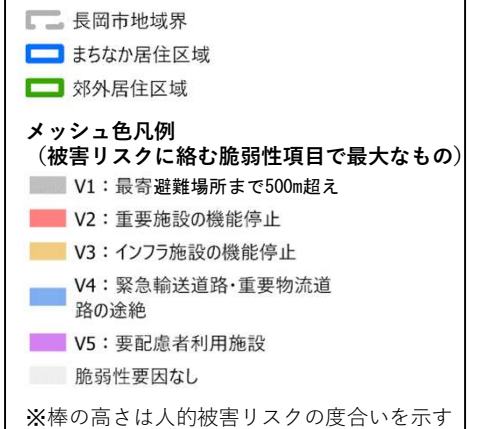 長岡市地域界
まちなか居住区域
郊外居住区域
メッシュ色凡例
（被害リスクに絡む脆弱性項目で最大なもの）
V1：最寄避難場所まで500m超え
V2：重要施設の機能停止
V3：インフラ施設の機能停止
V4：緊急輸送道路･重要物流道
路の途絶
V5：要配慮者利用施設
脆弱性要因なし
※棒の高さは人的被害リスクの度合いを示す